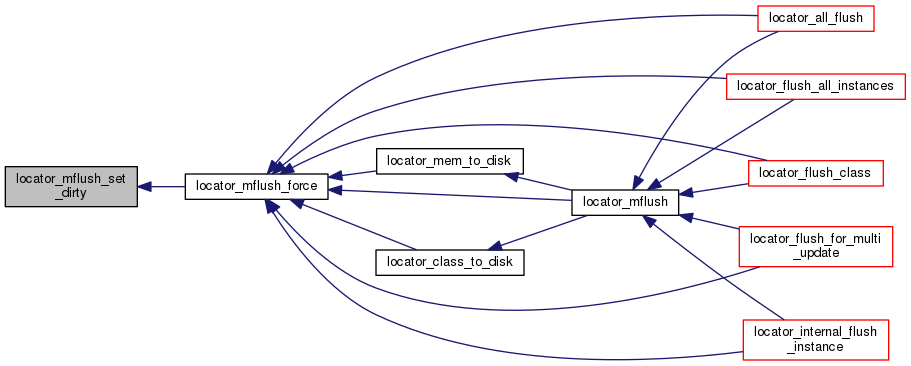 locator_mflush_set
_dirty
locator_mflush_force
locator_mem_to_disk
locator_class_to_disk
locator_mflush
locator_all_flush
locator_flush_all_instances
locator_flush_class
locator_flush_for_multi
_update
locator_internal_flush
_instance